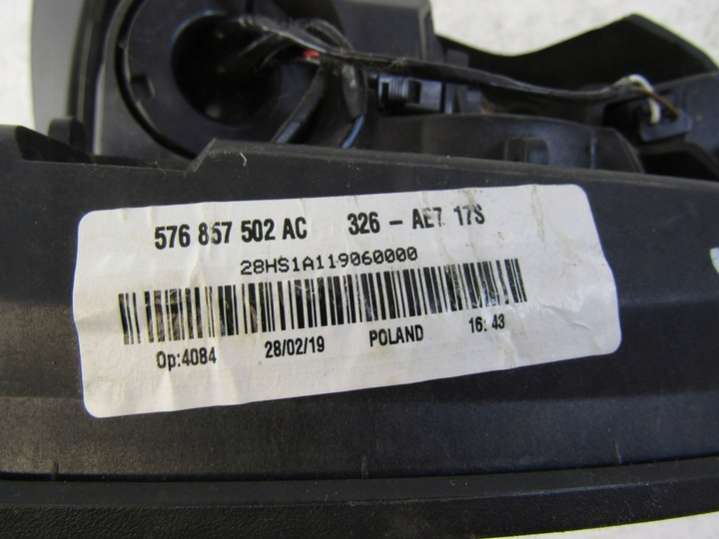 576 857 502 AC 326 - AE7 17S
28HS1A119060000
Op:4084 28/02/19 POLAND 16:43